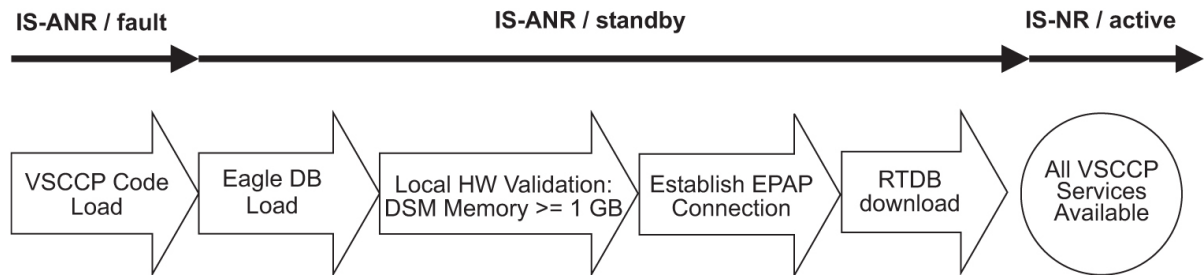 IS-ANR / fault
IS-ANR / standby
IS-NR / active
VSCCP Code
Load
Eagle DB
Load
Local HW Validation:
DSM Memory >= 1 GB
Establish EPAP
Connection
RTDB
download
All VSCCP
Services
Available